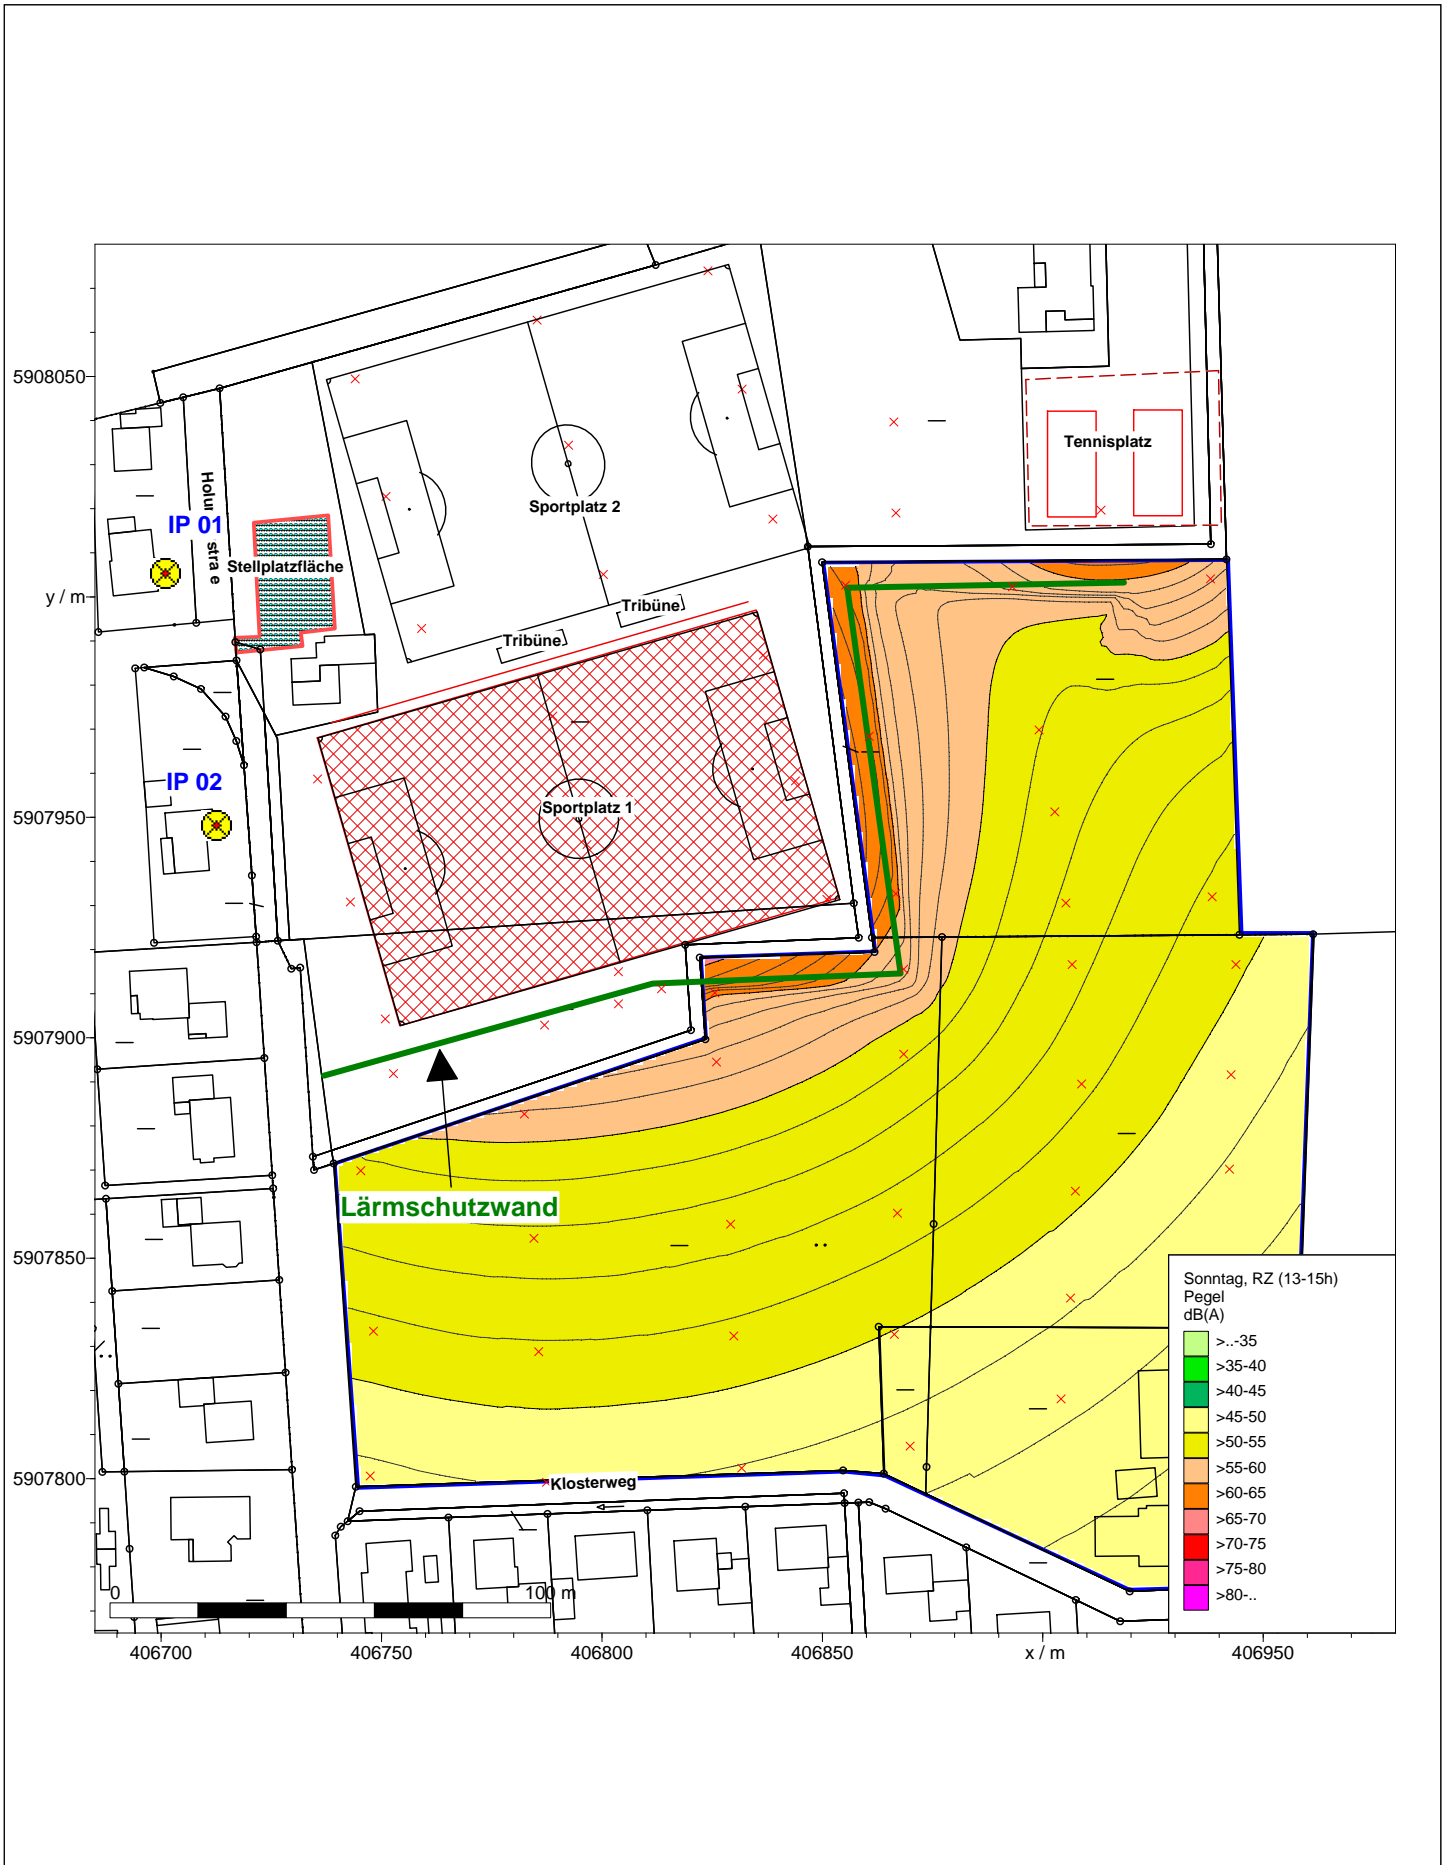 5908050
y / m
5907950
5907900
5907850
5907800
Tennisplatz
Sportplatz 2
IP 01
Stellplatzfläche
Tribüne
Tribüne
IP 02
Sportplatz 1
Lärmschutzwand
Klosterweg
Sonntag, RZ (13-15h)
Pegel
dB(A)
>..-35
>35-40
>40-45
>45-50
>50-55
>55-60
>60-65
>65-70
>70-75
>75-80
>80-..
0 100 m
406700 406750 406800 406850 x / m 406950